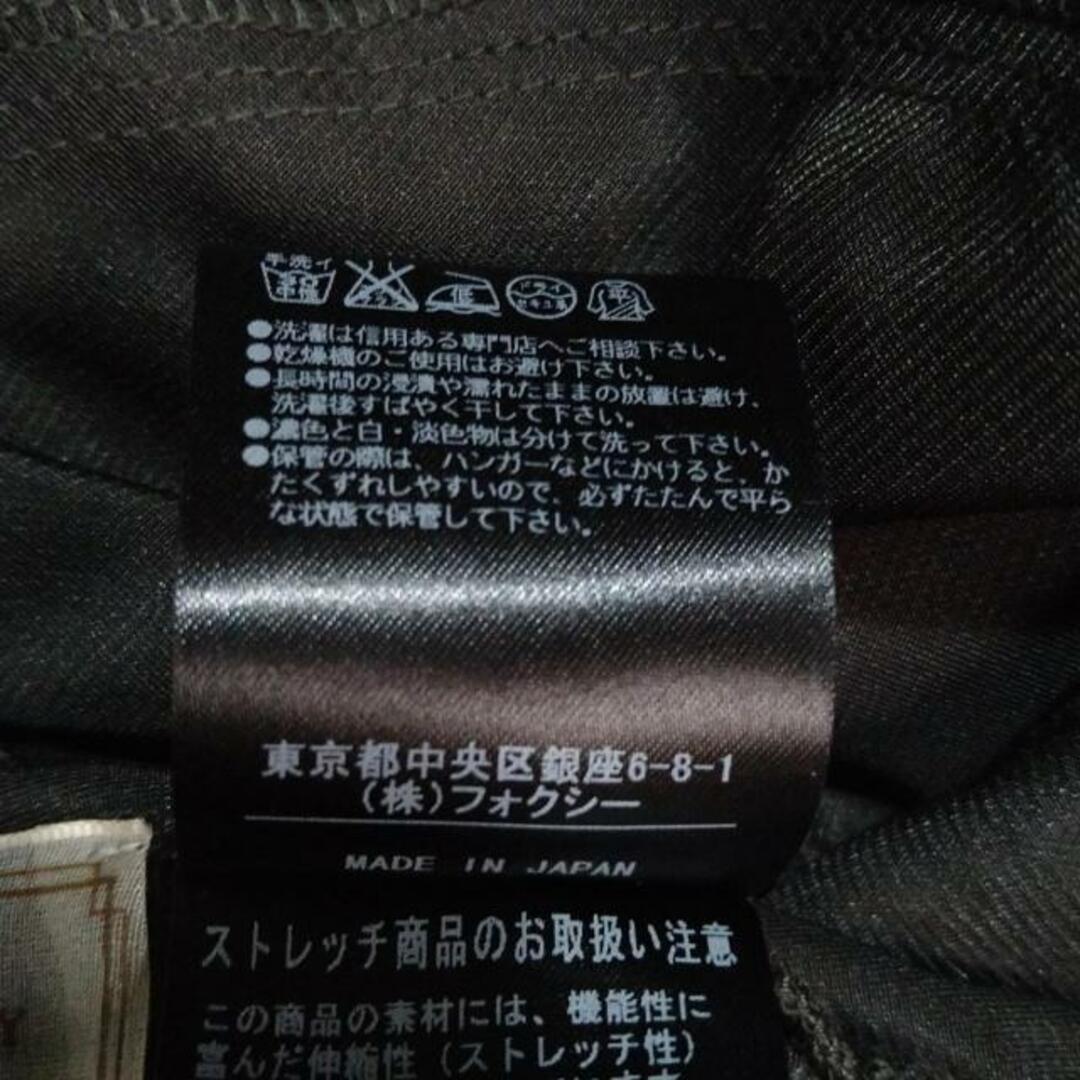 手洗イ
中性
低
ドライ
セキユ系
平
●洗濯は信用ある専門店へご相談下さい。
●乾燥機のご使用はお避け下さい。
●長時間の浸漬や濡れたままの放置は避け、
洗濯後すばやく干して下さい。
●濃色と白・淡色物は分けて洗って下さい。
●保管の際は、ハンガーなどにかけると、か
たくずれしやすいので、必ずたたんで平ら
な状態で保管して下さい。
東京都中央区銀座6-8-1
(株)フォクシー
MADE IN JAPAN
ストレッチ商品のお取扱い注意
この商品の素材には、機能性に
富んだ伸縮性(ストレッチ性)